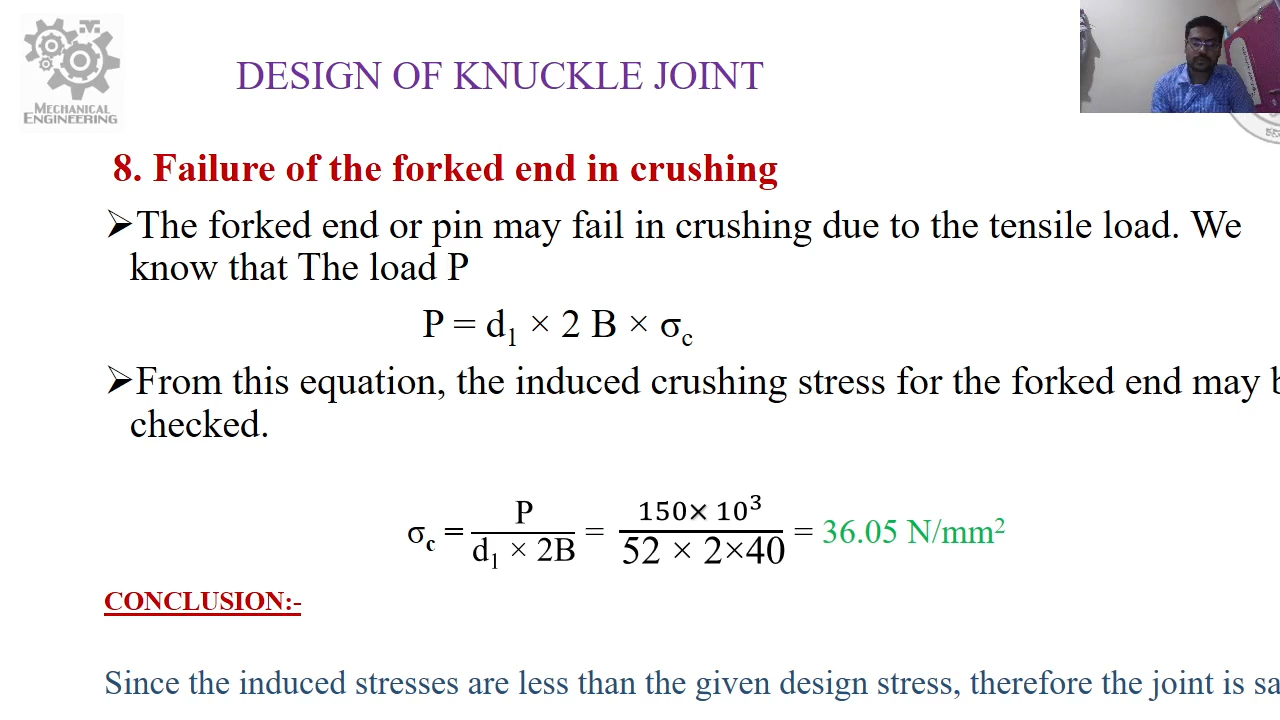 MECHANICAL
ENGINEERING
DESIGN OF KNUCKLE JOINT
8. Failure of the forked end in crushing
➢The forked end or pin may fail in crushing due to the tensile load. We
know that The load P
P = d₁ × 2 B × σc
➢From this equation, the induced crushing stress for the forked end may b
checked.
σc = P / (d₁ × 2B) = 150× 10³ / (52 × 2×40) = 36.05 N/mm²
CONCLUSION:-
Since the induced stresses are less than the given design stress, therefore the joint is sa